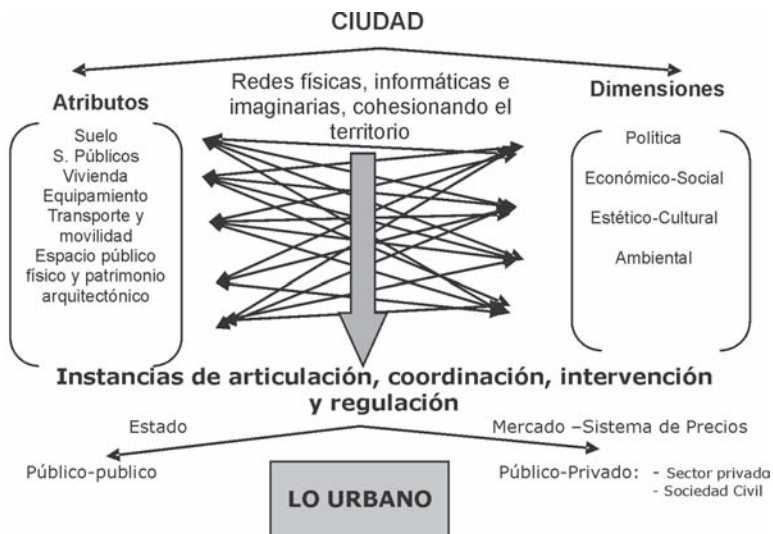 CIUDAD
Redes físicas, informáticas e
imaginarias, cohesionando el
territorio
Atributos
Suelo
S. Públicos
Vivienda
Equipamiento
Transporte y
movilidad
Espacio público
físico y patrimonio
arquitectónico
Dimensiones
Política
Económico-Social
Estético-Cultural
Ambiental
Instancias de articulación, coordinación, intervención
y regulación
Estado
Mercado –Sistema de Precios
Público-publico
Público-Privado: - Sector privado
- Sociedad Civil
LO URBANO